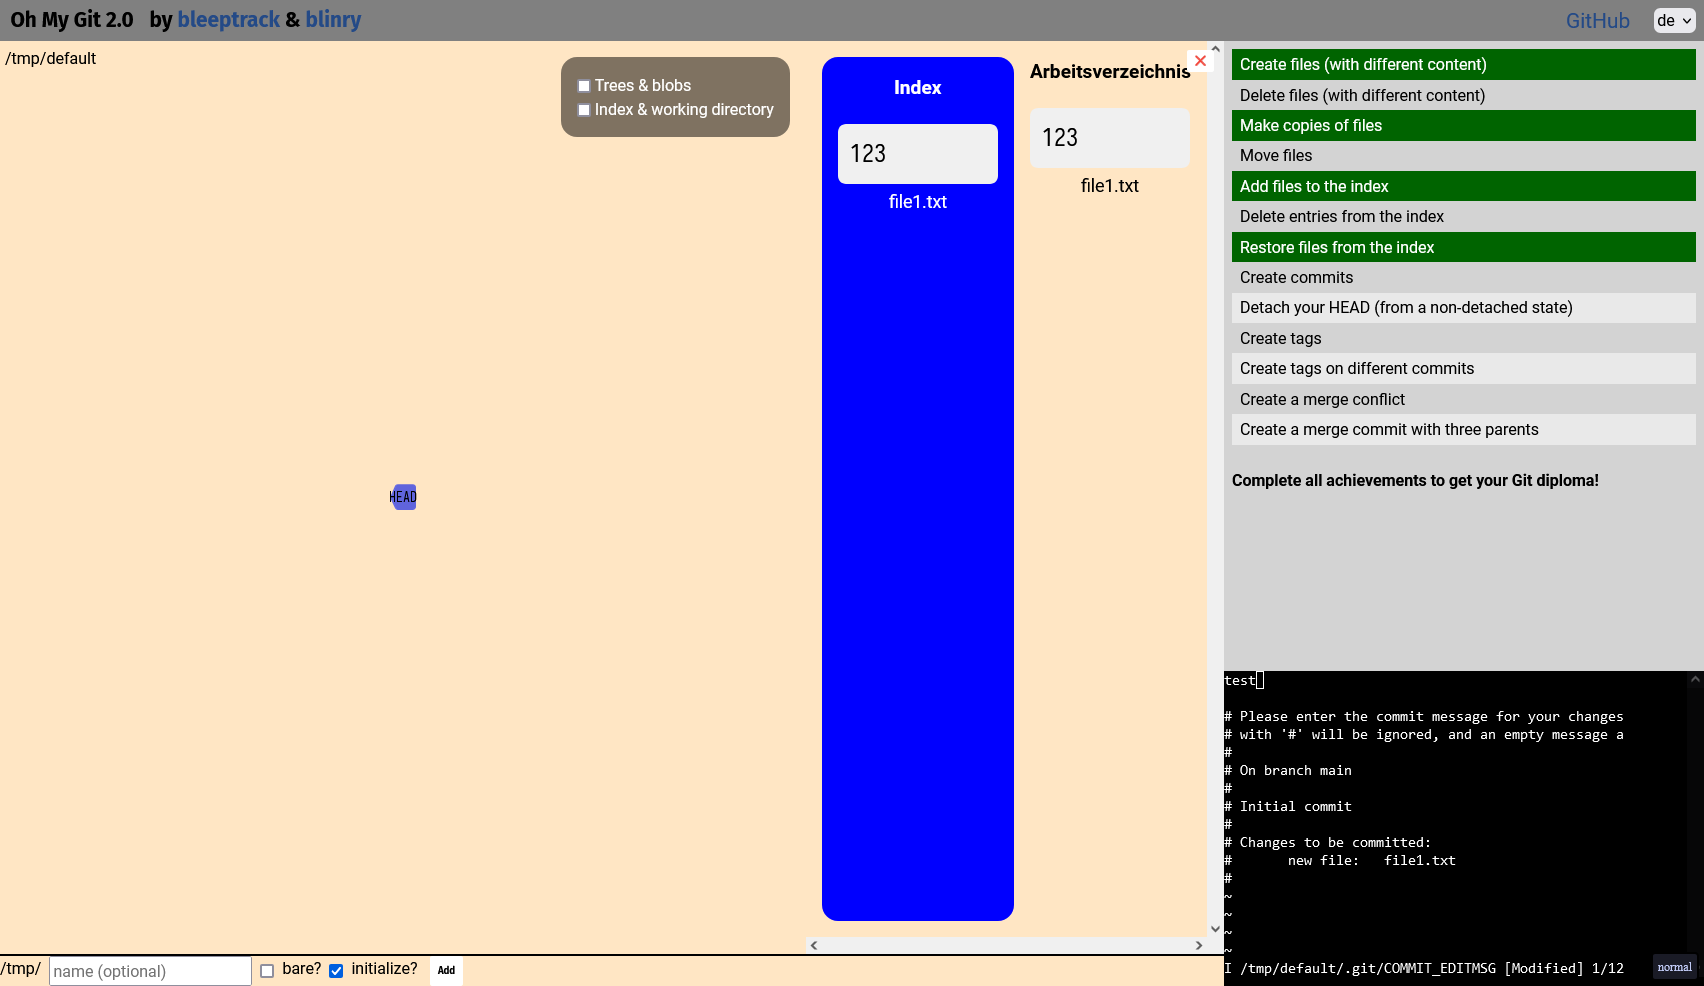 Oh My Git 2.0 by bleeptrack & blinry
GitHub
de
/tmp/default
Trees & blobs
Index & working directory
Index
123
file1.txt
Arbeitsverzeichnis
123
file1.txt
HEAD
Create files (with different content)
Delete files (with different content)
Make copies of files
Move files
Add files to the index
Delete entries from the index
Restore files from the index
Create commits
Detach your HEAD (from a non-detached state)
Create tags
Create tags on different commits
Create a merge conflict
Create a merge commit with three parents
Complete all achievements to get your Git diploma!
test
# Please enter the commit message for your changes
# with '#' will be ignored, and an empty message a
#
# On branch main
#
# Initial commit
#
# Changes to be committed:
#       new file:   file1.txt
#
~
~
~
~
I /tmp/default/.git/COMMIT_EDITMSG [Modified] 1/12
normal
/tmp/ name (optional) bare? initialize? Add